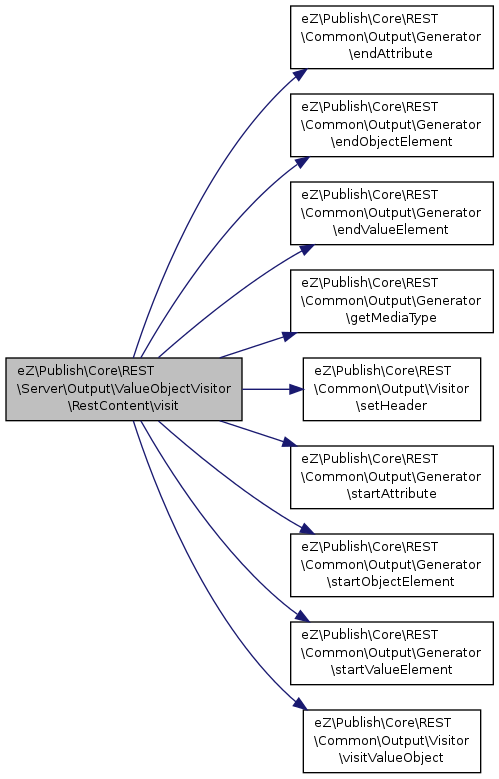 eZ\Publish\Core\REST
\Common\Output\Generator
\endAttribute
eZ\Publish\Core\REST
\Common\Output\Generator
\endObjectElement
eZ\Publish\Core\REST
\Common\Output\Generator
\endValueElement
eZ\Publish\Core\REST
\Common\Output\Generator
\getMediaType
eZ\Publish\Core\REST
\Server\Output\ValueObjectVisitor
\RestContent\visit
eZ\Publish\Core\REST
\Common\Output\Visitor
\setHeader
eZ\Publish\Core\REST
\Common\Output\Generator
\startAttribute
eZ\Publish\Core\REST
\Common\Output\Generator
\startObjectElement
eZ\Publish\Core\REST
\Common\Output\Generator
\startValueElement
eZ\Publish\Core\REST
\Common\Output\Visitor
\visitValueObject